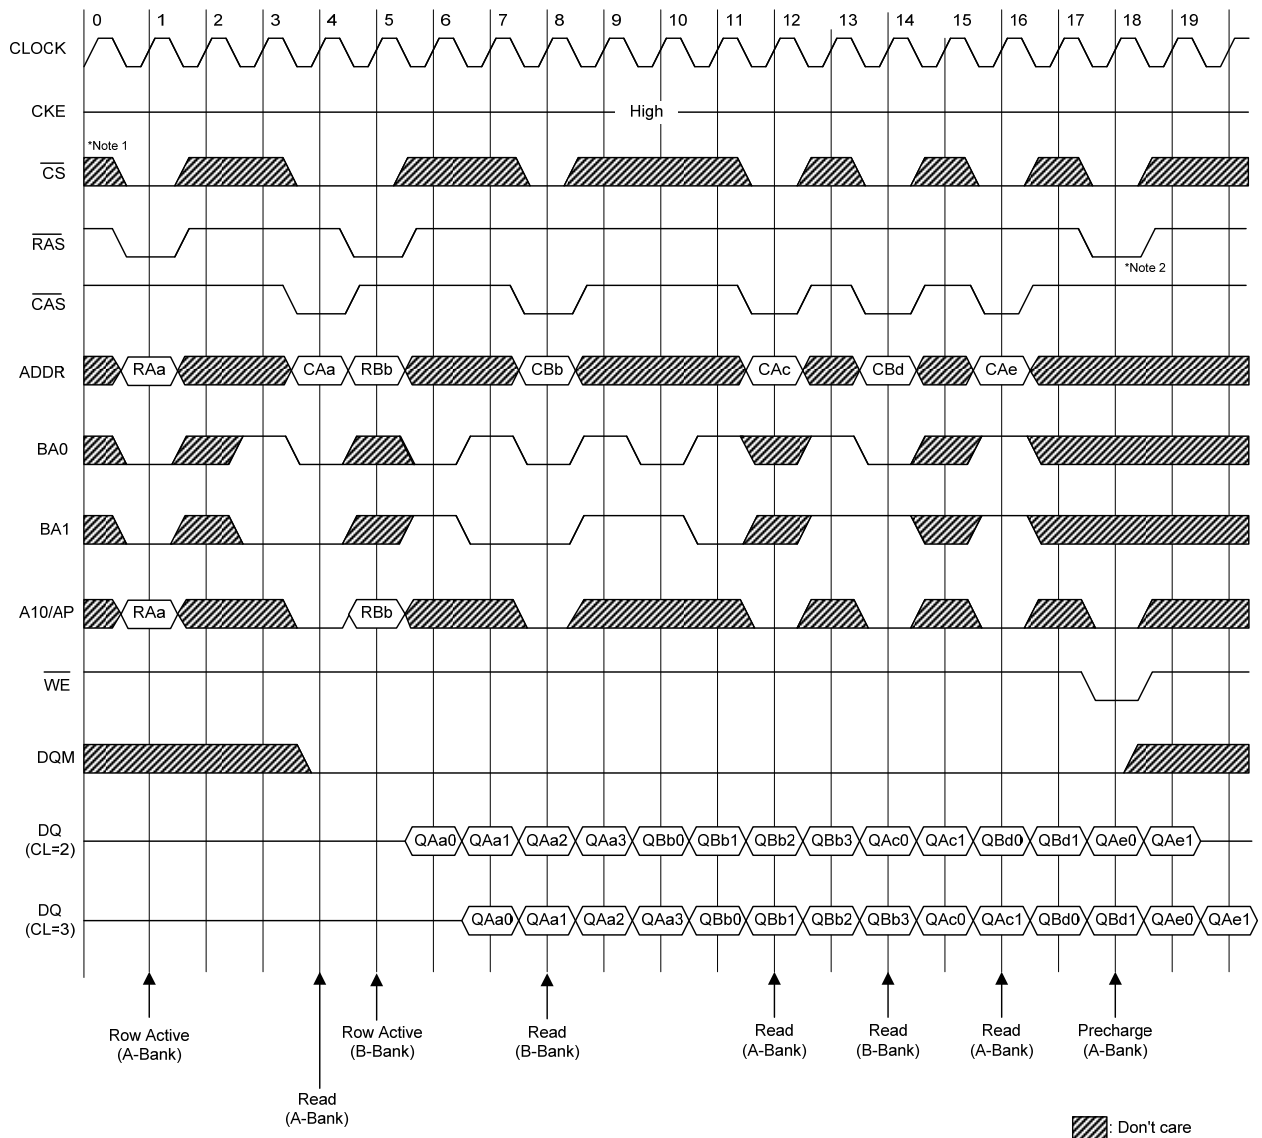 0 1 2 3 4 5 6 7 8 9 10 11 12 13 14 15 16 17 18 19
CLOCK
CKE High
*Note 1
CS
RAS
*Note 2
CAS
ADDR RAa CAa RBb CBb CAc CBd CAe
BA0
BA1
A10/AP RAa RBb
WE
DQM
DQ
(CL=2) QAa0 QAa1 QAa2 QAa3 QBb0 QBb1 QBb2 QBb3 QAc0 QAc1 QBd0 QBd1 QAe0 QAe1
DQ
(CL=3) QAa0 QAa1 QAa2 QAa3 QBb0 QBb1 QBb2 QBb3 QAc0 QAc1 QBd0 QBd1 QAe0 QAe1
Row Active
(A-Bank)
Read
(A-Bank)
Row Active
(B-Bank)
Read
(B-Bank)
Read
(A-Bank)
Read
(B-Bank)
Read
(A-Bank)
Precharge
(A-Bank)
: Don't care